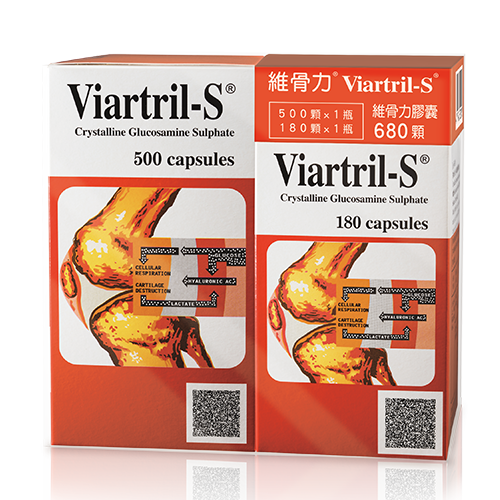 Viartril-S®
Crystalline Glucosamine Sulphate
500 capsules
GLUCOSE
CELLULAR
RESPIRATION
HYALURONIC AC
CARTILAGE
DESTRUCTION
LACTATE
維骨力® Viartril-S®
500顆×1瓶
180顆×1瓶
維骨力膠囊
680顆
Viartril-S®
Crystalline Glucosamine Sulphate
180 capsules
GLUCOSE
CELLULAR
RESPIRATION
HYALURONIC AC
CARTILAGE
DESTRUCTION
LACTATE